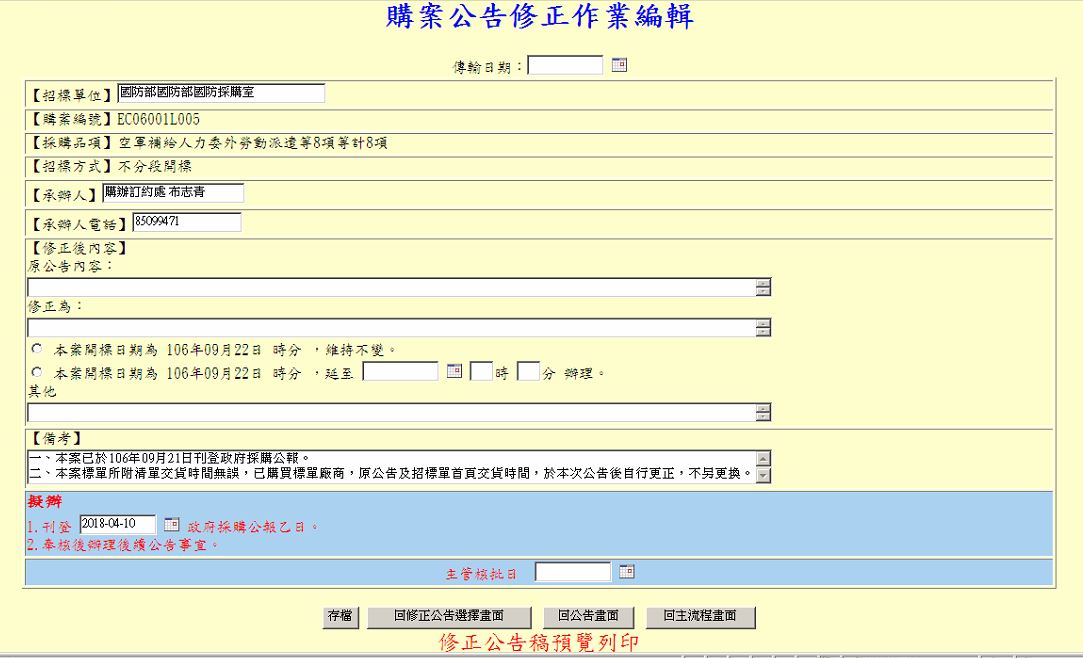 購案公告修正作業編輯
傳輸日期：
【招標單位】國防部國防部國防採購室
【購案編號】EC06001L005
【採購品項】空軍補給人力委外勞動派遣等8項等計8項
【招標方式】不分段開標
【承辦人】購辦訂約處 布志青
【承辦人電話】85099471
【修正後內容】
原公告內容：
修正為：
本案開標日期為 106年09月22日 時分 ，維持不變。
本案開標日期為 106年09月22日 時分 ，延至 時 分 辦理。
其他
【備考】
一、本案已於106年09月21日刊登政府採購公報。
二、本案標單所附清單交貨時間無誤，已購買標單廠商，原公告及招標單首頁交貨時間，於本次公告後自行更正，不另更換。
擬辦
1.刊登 2018-04-10 政府採購公報乙日。
2.奉核後辦理後續公告事宜。
主管核批日
存檔 回修正公告選擇畫面 回公告畫面 回主流程畫面
修正公告稿預覽列印